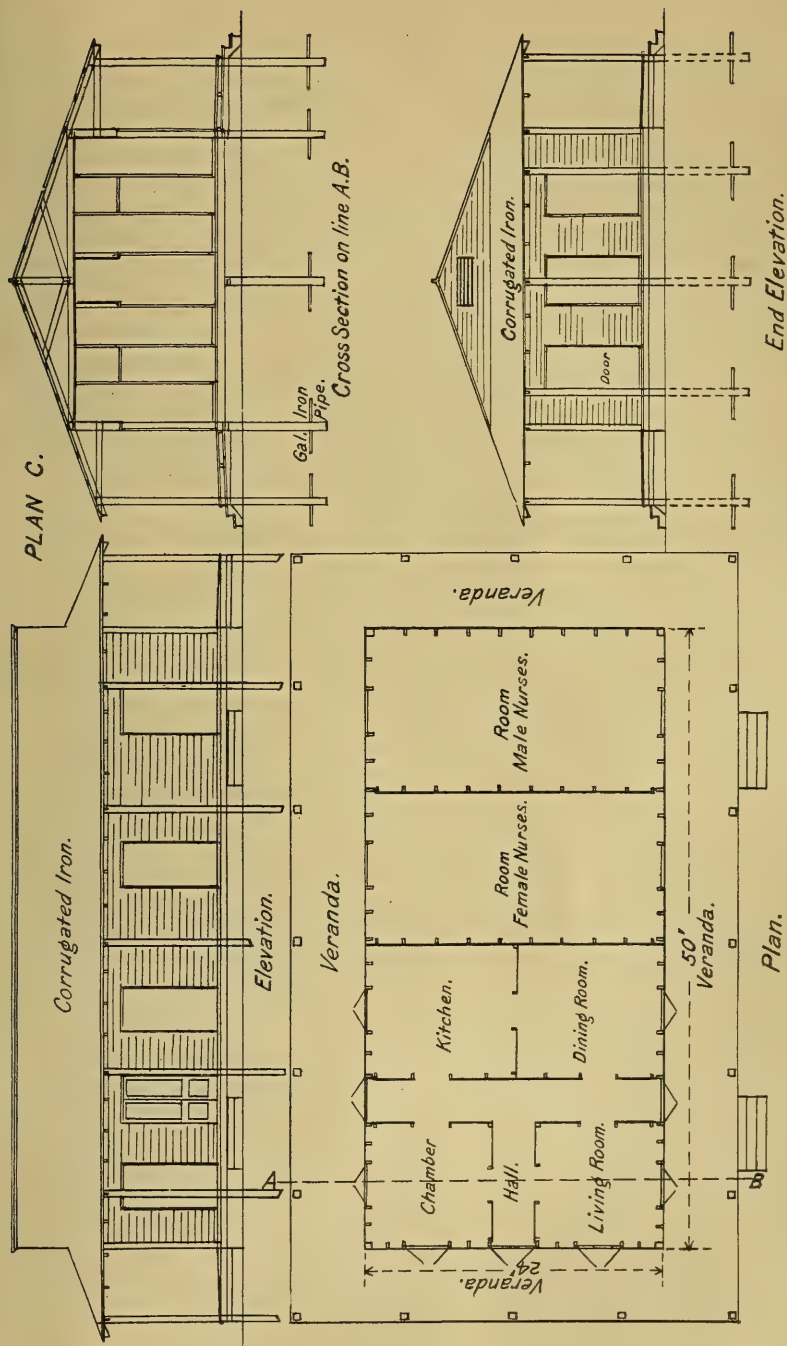 PLAN C.
Corrugated Iron.
Elevation.
Gal. Iron
Pipe.
Cross Section on line A.B.
Corrugated Iron.
Door
End Elevation.
Veranda.
Veranda.
Room
Male Nurses.
Room
Female Nurses.
Kitchen.
Dining Room.
Chamber
Hall.
Living Room.
A
B
Veranda.
24'
50'
Veranda.
Plan.